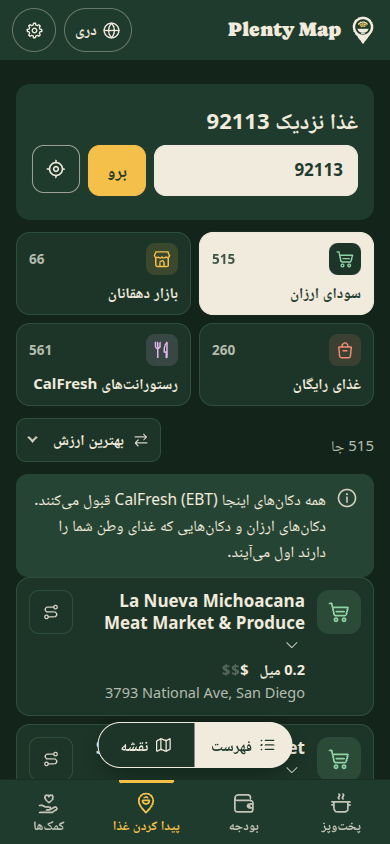 Plenty Map
دری
غذا نزدیک 92113
92113
برو
515
سودای ارزان
66
بازار دهقانان
260
غذای رایگان
561
رستورانت‌های CalFresh
515 جا
بهترین ارزش
همه دکان‌های اینجا CalFresh (EBT) قبول می‌کنند.
دکان‌های ارزان و دکان‌هایی که غذای وطن شما را
دارند اول می‌آیند.
La Nueva Michoacana
Meat Market & Produce
0.2 میل $$$
3793 National Ave, San Diego
فهرست
نقشه
پخت‌وپز
بودجه
پیدا کردن غذا
کمک‌ها